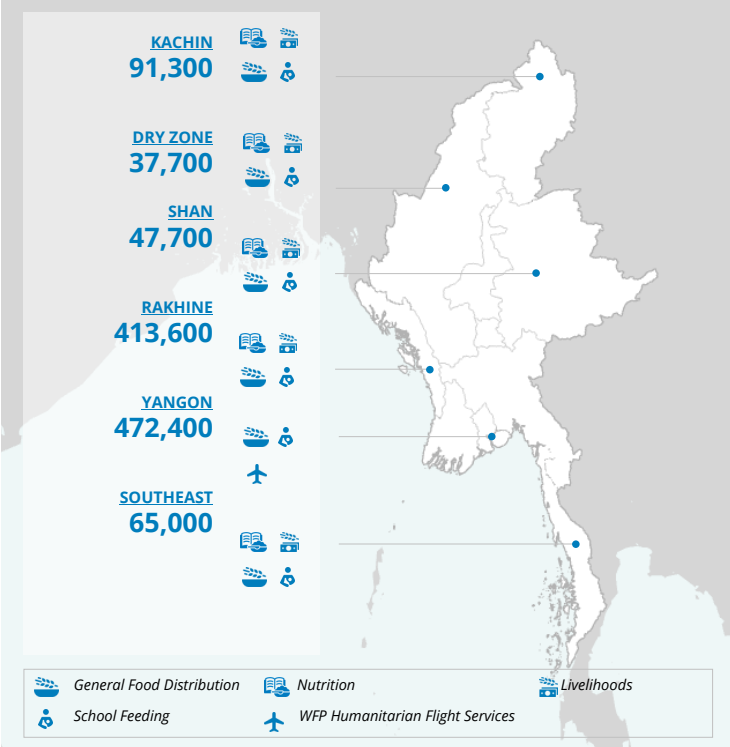 KACHIN
91,300
DRY ZONE
37,700
SHAN
47,700
RAKHINE
413,600
YANGON
472,400
SOUTHEAST
65,000
General Food Distribution
Nutrition
Livelihoods
School Feeding
WFP Humanitarian Flight Services